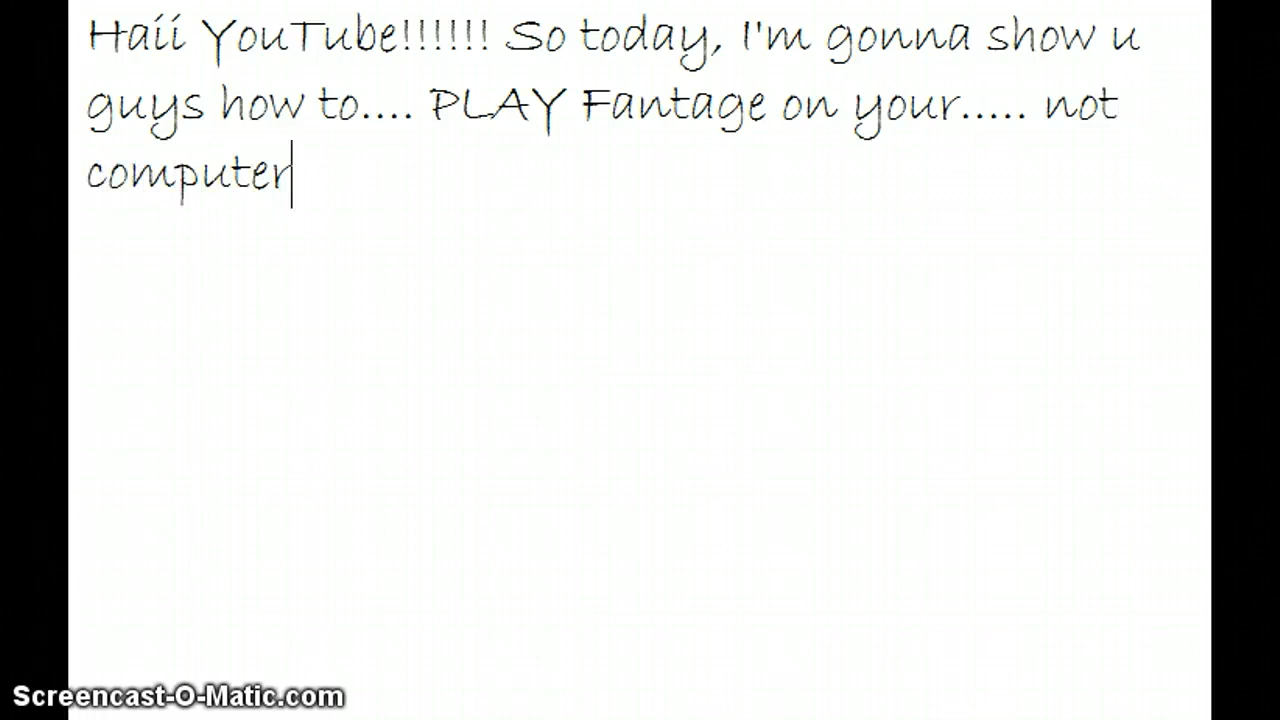 Haii YouTube!!!!!! So today, I'm gonna show u
guys how to.... PLAY Fantage on your..... not
computer
Screencast-O-Matic.com